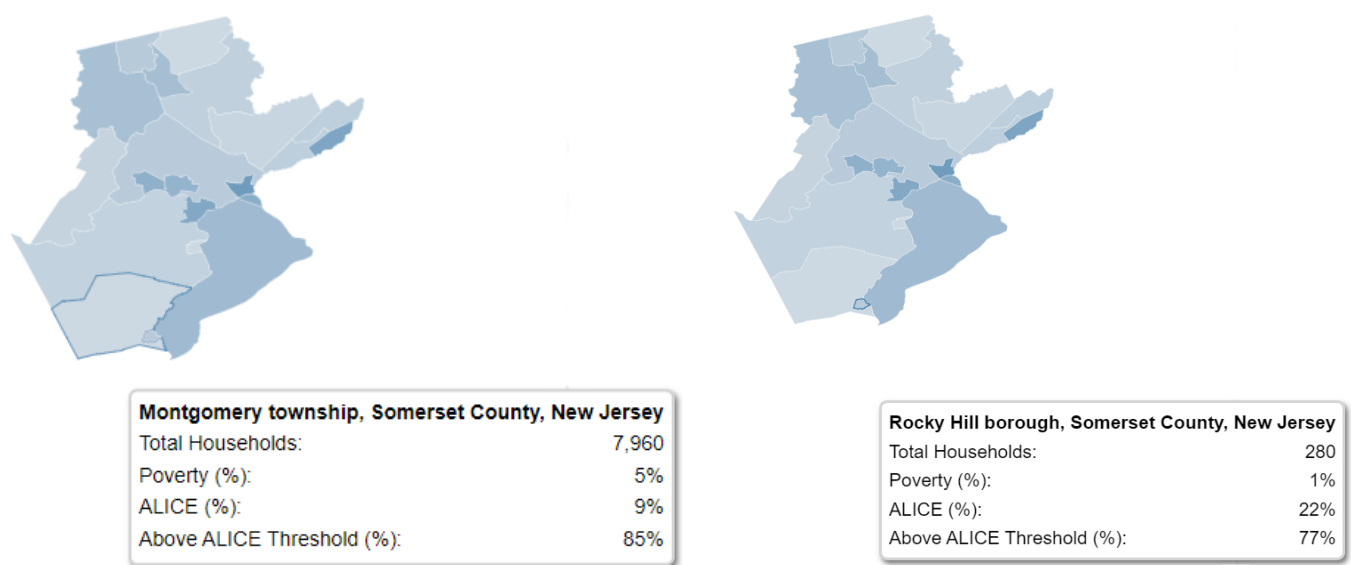 Montgomery township, Somerset County, New Jersey
Total Households: 7,960
Poverty (%): 5%
ALICE (%): 9%
Above ALICE Threshold (%): 85%
Rocky Hill borough, Somerset County, New Jersey
Total Households: 280
Poverty (%): 1%
ALICE (%): 22%
Above ALICE Threshold (%): 77%